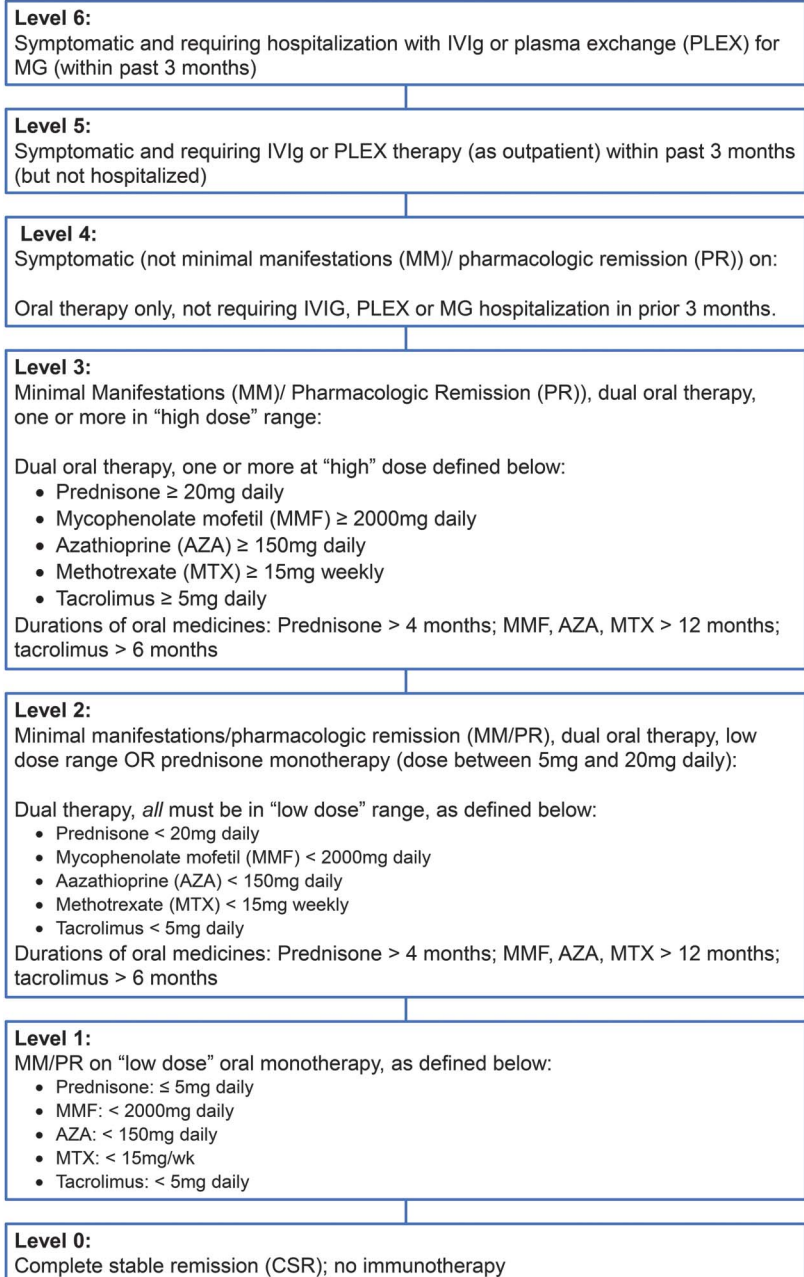 Level 6:
Symptomatic and requiring hospitalization with IVIg or plasma exchange (PLEX) for
MG (within past 3 months)
Level 5:
Symptomatic and requiring IVIg or PLEX therapy (as outpatient) within past 3 months
(but not hospitalized)
Level 4:
Symptomatic (not minimal manifestations (MM)/ pharmacologic remission (PR)) on:
Oral therapy only, not requiring IVIG, PLEX or MG hospitalization in prior 3 months.
Level 3:
Minimal Manifestations (MM)/ Pharmacologic Remission (PR)), dual oral therapy,
one or more in “high dose” range:
Dual oral therapy, one or more at “high” dose defined below:
• Prednisone ≥ 20mg daily
• Mycophenolate mofetil (MMF) ≥ 2000mg daily
• Azathioprine (AZA) ≥ 150mg daily
• Methotrexate (MTX) ≥ 15mg weekly
• Tacrolimus ≥ 5mg daily
Durations of oral medicines: Prednisone > 4 months; MMF, AZA, MTX > 12 months;
tacrolimus > 6 months
Level 2:
Minimal manifestations/pharmacologic remission (MM/PR), dual oral therapy, low
dose range OR prednisone monotherapy (dose between 5mg and 20mg daily):
Dual therapy, all must be in “low dose” range, as defined below:
• Prednisone < 20mg daily
• Mycophenolate mofetil (MMF) < 2000mg daily
• Aazathioprine (AZA) < 150mg daily
• Methotrexate (MTX) < 15mg weekly
• Tacrolimus < 5mg daily
Durations of oral medicines: Prednisone > 4 months; MMF, AZA, MTX > 12 months;
tacrolimus > 6 months
Level 1:
MM/PR on “low dose” oral monotherapy, as defined below:
• Prednisone: ≤ 5mg daily
• MMF: < 2000mg daily
• AZA: < 150mg daily
• MTX: < 15mg/wk
• Tacrolimus: < 5mg daily
Level 0:
Complete stable remission (CSR); no immunotherapy